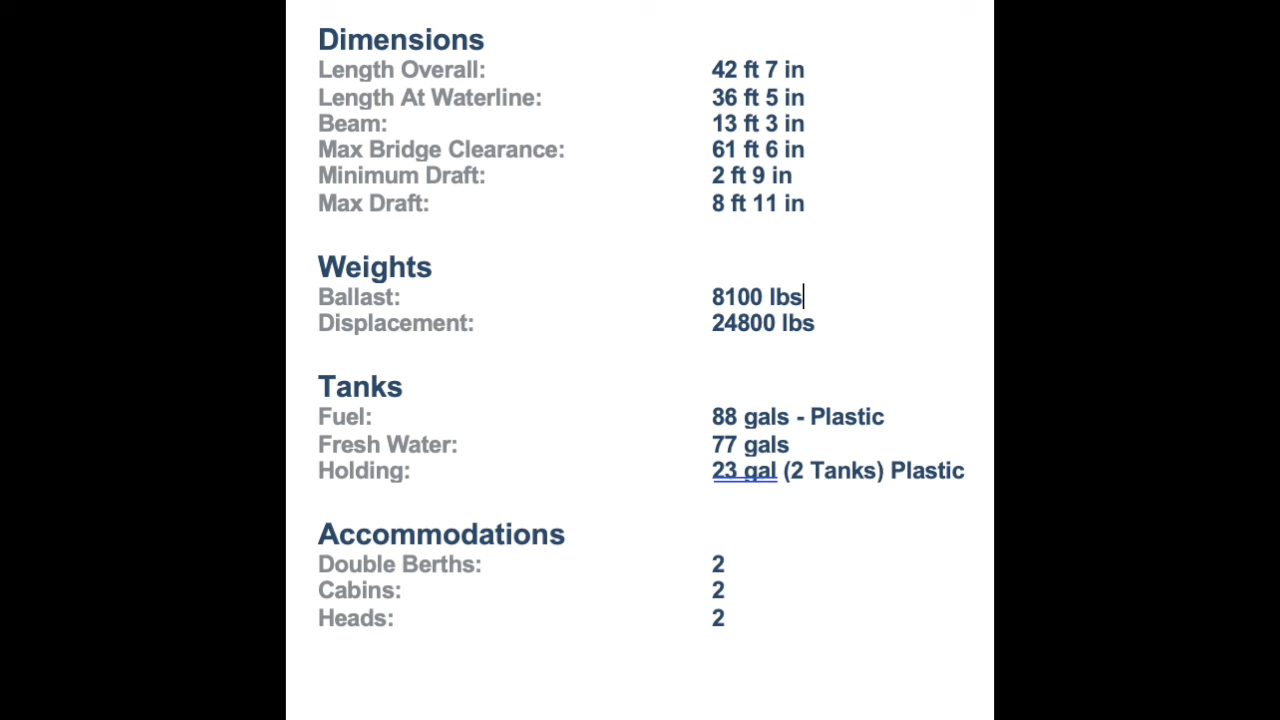 Dimensions
Length Overall: 42 ft 7 in
Length At Waterline: 36 ft 5 in
Beam: 13 ft 3 in
Max Bridge Clearance: 61 ft 6 in
Minimum Draft: 2 ft 9 in
Max Draft: 8 ft 11 in
Weights
Ballast: 8100 lbs
Displacement: 24800 lbs
Tanks
Fuel: 88 gals - Plastic
Fresh Water: 77 gals
Holding: 23 gal (2 Tanks) Plastic
Accommodations
Double Berths: 2
Cabins: 2
Heads: 2